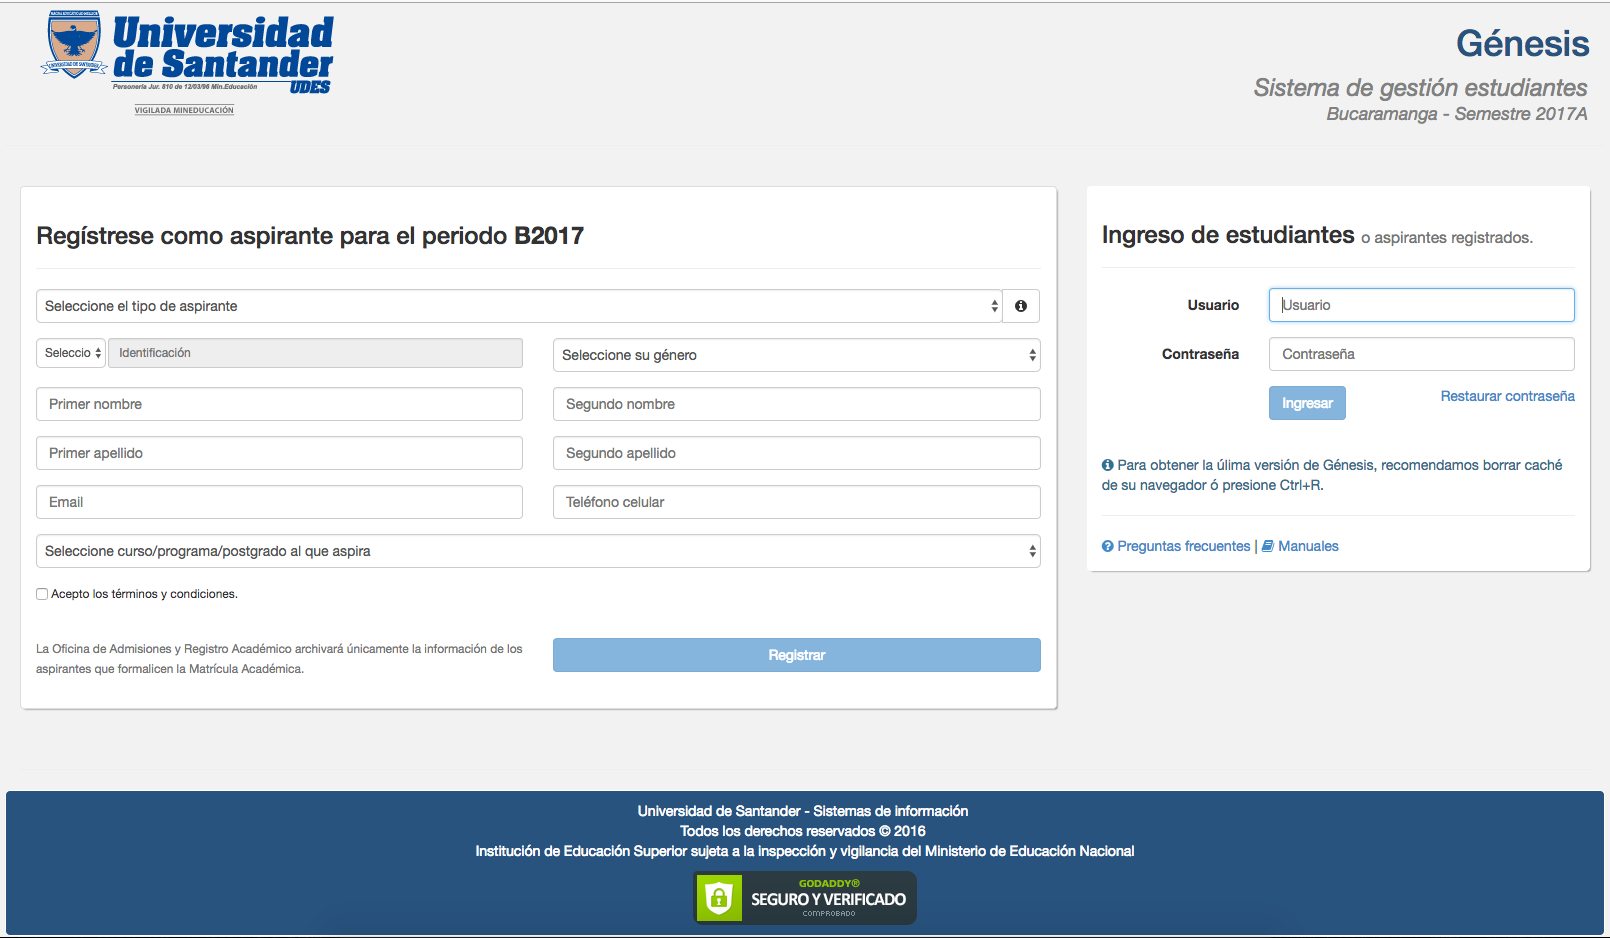 Universidad
de Santander
UDES
Personería Jur. 810 de 12/03/96 Min.Educación
VIGILADA MINEDUCACIÓN
Génesis
Sistema de gestión estudiantes
Bucaramanga - Semestre 2017A
Regístrese como aspirante para el periodo B2017
Seleccione el tipo de aspirante
Seleccio
Identificación
Seleccione su género
Primer nombre
Segundo nombre
Primer apellido
Segundo apellido
Email
Teléfono celular
Seleccione curso/programa/postgrado al que aspira
Acepto los términos y condiciones.
La Oficina de Admisiones y Registro Académico archivará únicamente la información de los
aspirantes que formalicen la Matrícula Académica.
Registrar
Ingreso de estudiantes o aspirantes registrados.
Usuario
Usuario
Contraseña
Contraseña
Ingresar
Restaurar contraseña
Para obtener la úlima versión de Génesis, recomendamos borrar caché
de su navegador ó presione Ctrl+R.
Preguntas frecuentes | Manuales
Universidad de Santander - Sistemas de información
Todos los derechos reservados © 2016
Institución de Educación Superior sujeta a la inspección y vigilancia del Ministerio de Educación Nacional
GODADDY®
SEGURO Y VERIFICADO
COMPROBADO